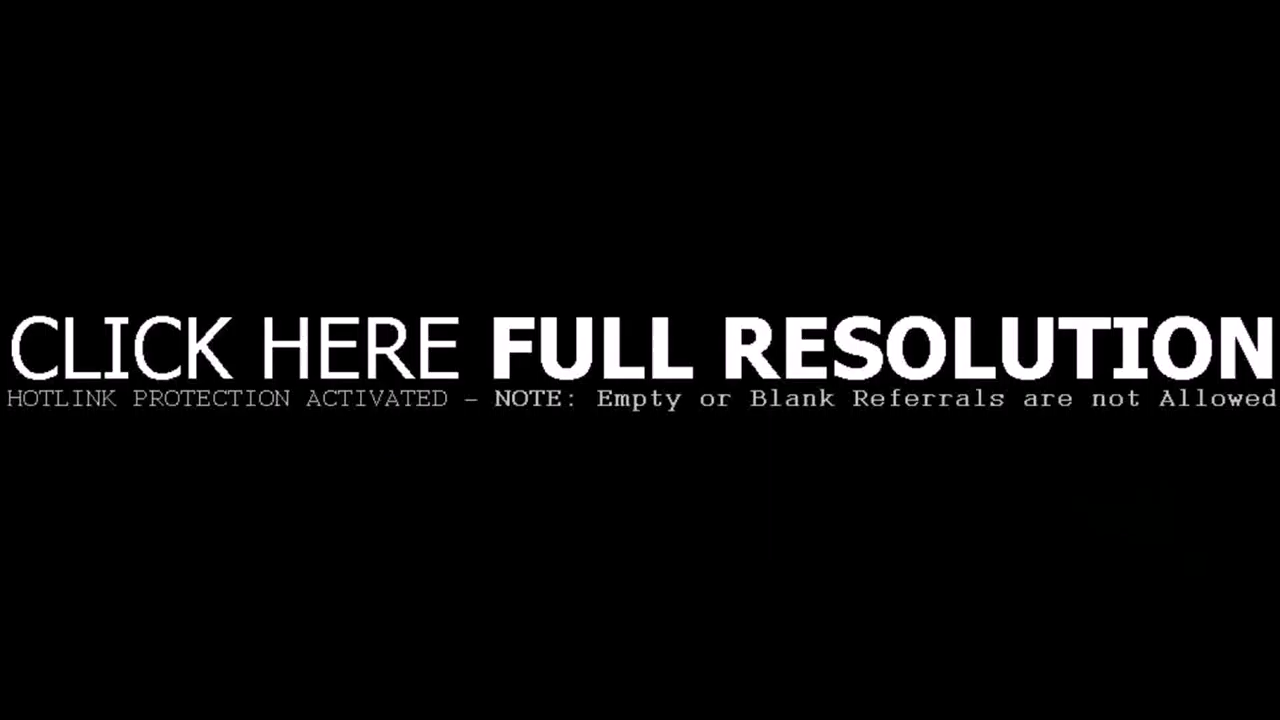 CLICK HERE FULL RESOLUTION
HOTLINK PROTECTION ACTIVATED – NOTE: Empty or Blank Referrals are not Allowed